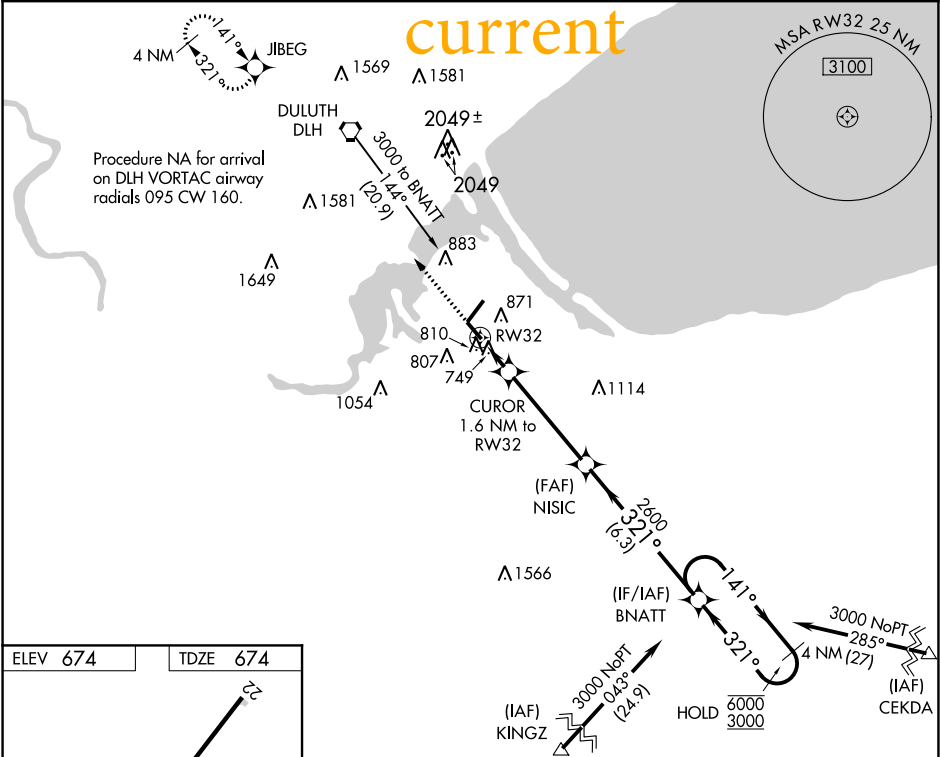 current
MSA RW32 25 NM
3100
4 NM
141°
321°
JIBEG
1569
1581
DULUTH
DLH
2049±
2049
3000 to BNATT
144°
(20.9)
Procedure NA for arrival
on DLH VORTAC airway
radials 095 CW 160.
1581
883
1649
871
810
RW32
807
749
1054
CUROR
1.6 NM to
RW32
1114
(FAF)
NISIC
2600
321°
(6.3)
1566
(IF/IAF)
BNATT
141°
321°
4 NM
3000 NoPT
285°
(27)
(IAF)
CEKDA
HOLD
6000
3000
3000 NoPT
043°
(24.9)
(IAF)
KINGZ
ELEV 674
TDZE 674
22